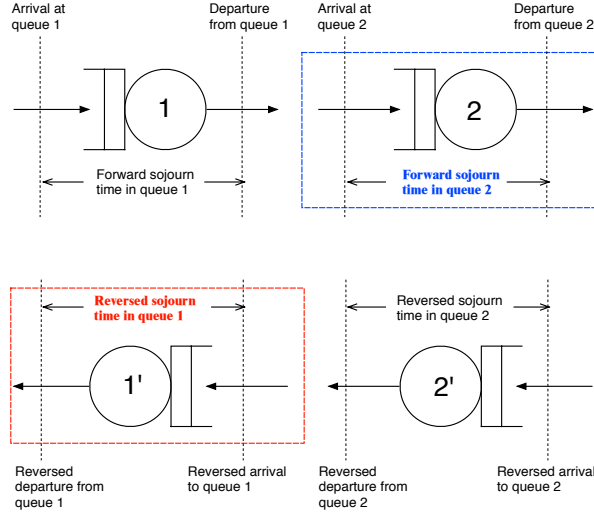 Arrival at
queue 1
Departure
from queue 1
Arrival at
queue 2
Departure
from queue 2
1
2
Forward sojourn
time in queue 1
Forward sojourn
time in queue 2
Reversed sojourn
time in queue 1
Reversed sojourn
time in queue 2
1'
2'
Reversed
departure from
queue 1
Reversed arrival
to queue 1
Reversed
departure from
queue 2
Reversed arrival
to queue 2